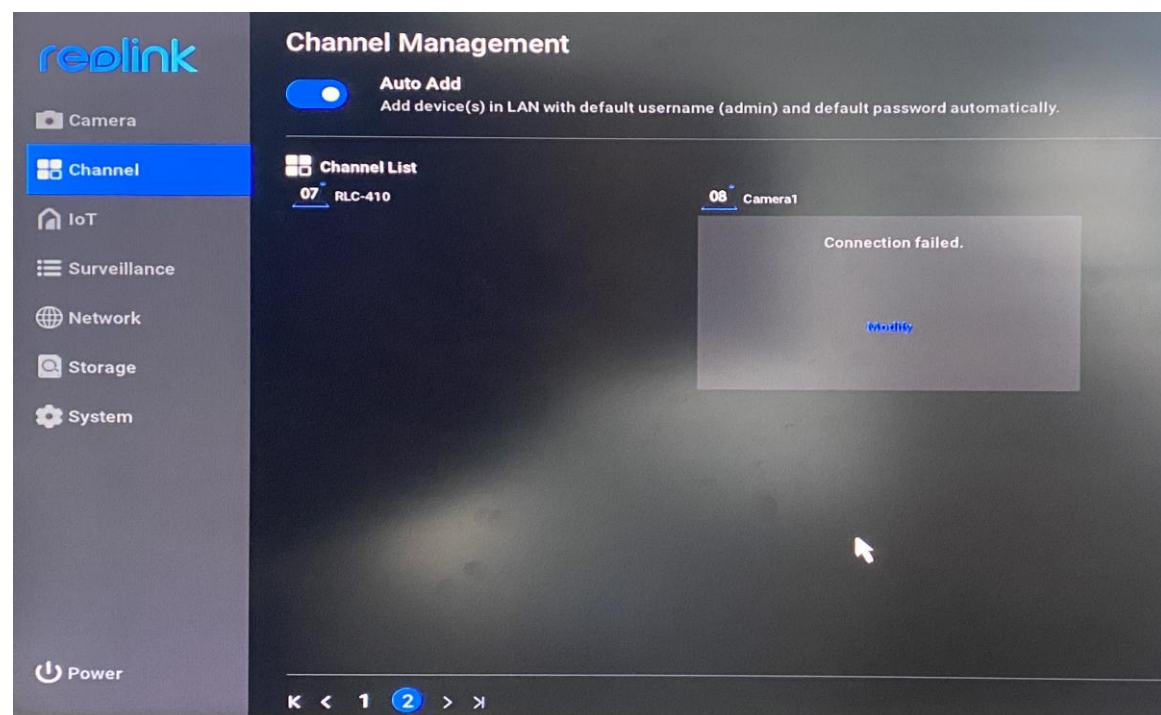 reolink
Camera
Channel
IoT
Surveillance
Network
Storage
System
Power
Channel Management
Auto Add
Add device(s) in LAN with default username (admin) and default password automatically.
Channel List
07 RLC-410
08 Camera1
Connection failed.
Modify
1 2